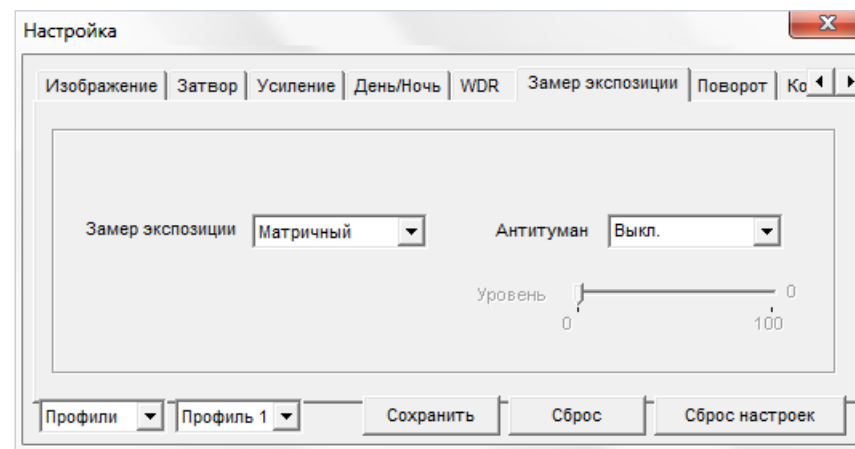 Настройка
Изображение Затвор Усиление День/Ночь WDR Замер экспозиции Поворот Ко
Замер экспозиции Матричный Антитуман Выкл.
Уровень 0
0 100
Профили Профиль 1 Сохранить Сброс Сброс настроек